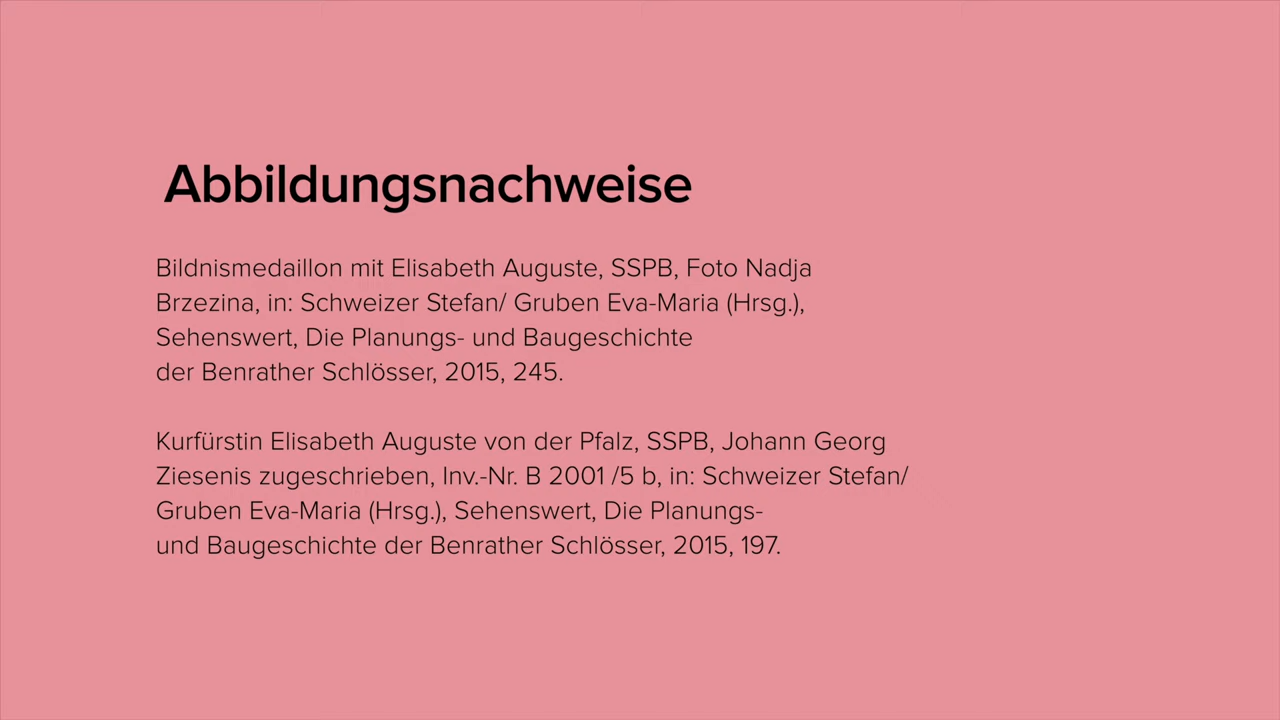 Abbildungsnachweise
Bildnismedaillon mit Elisabeth Auguste, SSPB, Foto Nadja
Brzezina, in: Schweizer Stefan/ Gruben Eva-Maria (Hrsg.),
Sehenswert, Die Planungs- und Baugeschichte
der Benrather Schlösser, 2015, 245.
Kurfürstin Elisabeth Auguste von der Pfalz, SSPB, Johann Georg
Ziesenis zugeschrieben, Inv.-Nr. B 2001 /5 b, in: Schweizer Stefan/
Gruben Eva-Maria (Hrsg.), Sehenswert, Die Planungs-
und Baugeschichte der Benrather Schlösser, 2015, 197.